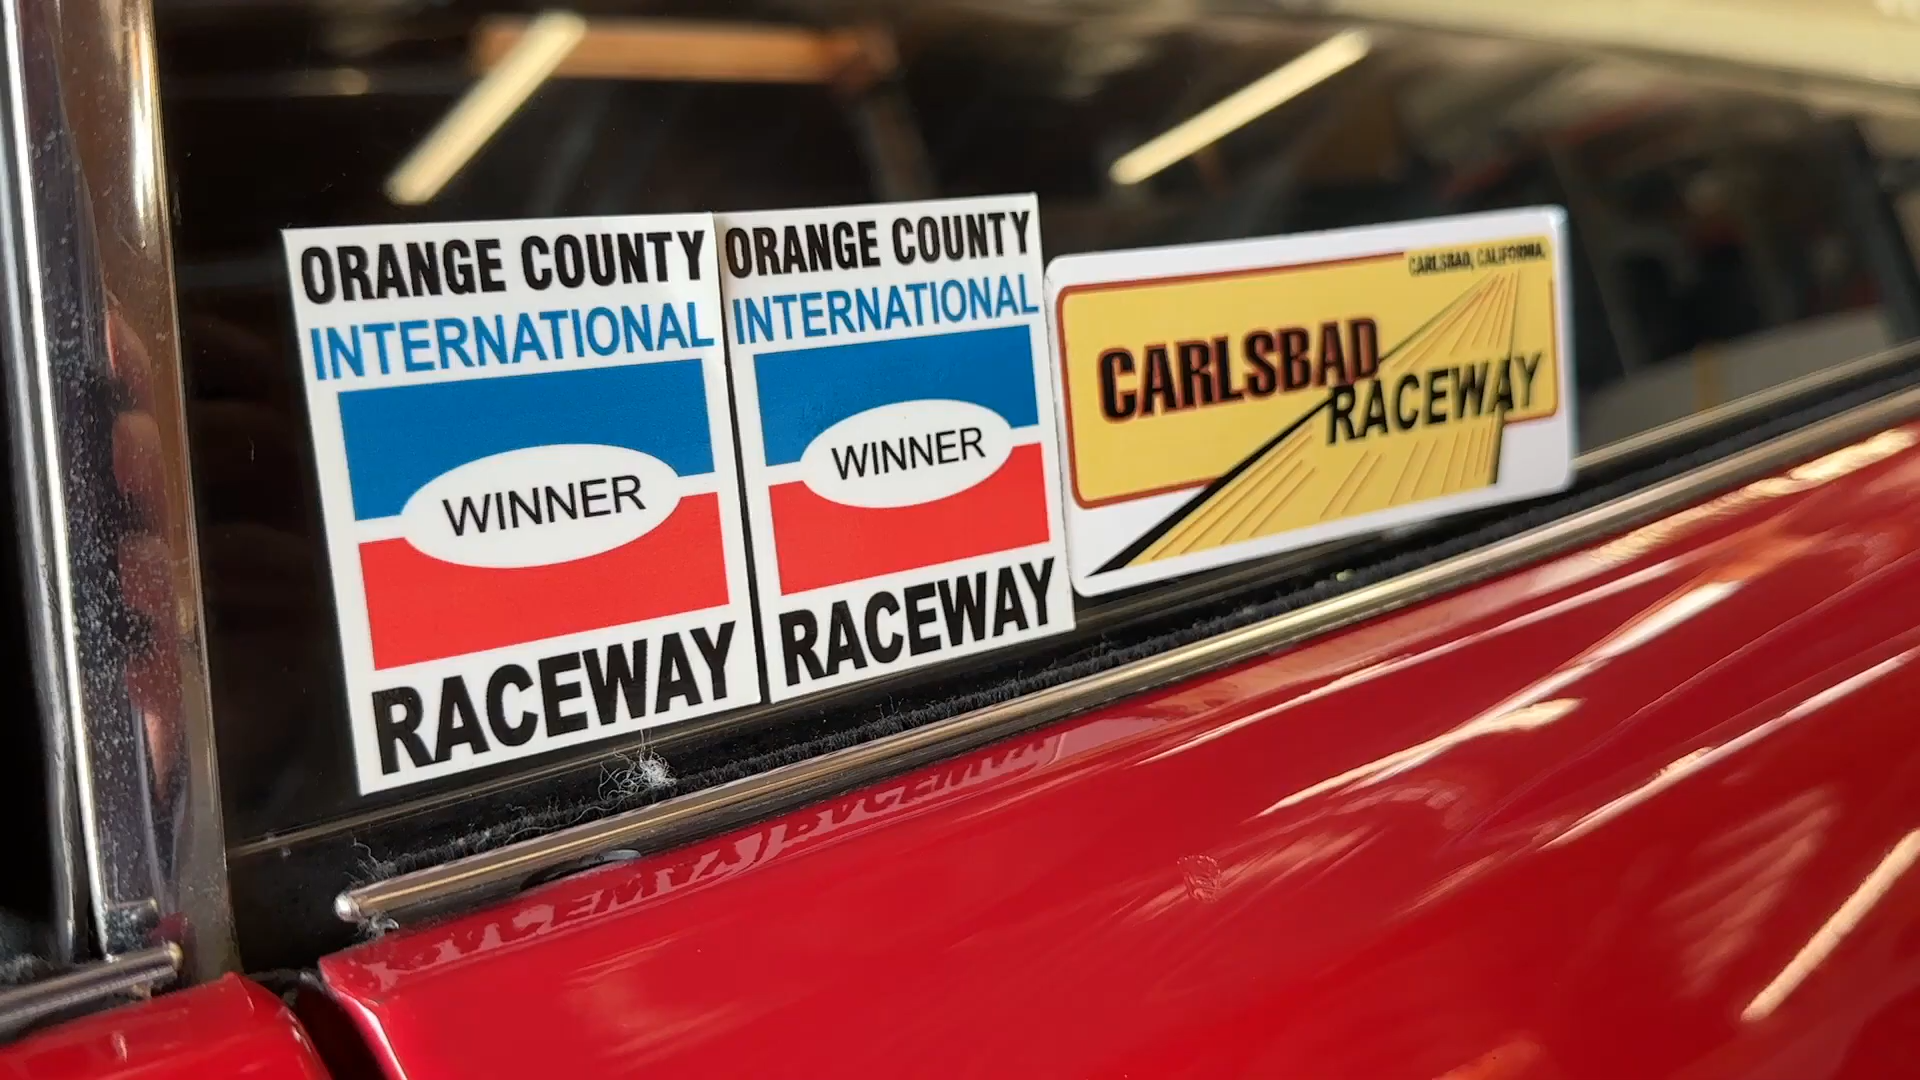 ORANGE COUNTY
INTERNATIONAL
WINNER
RACEWAY
ORANGE COUNTY
INTERNATIONAL
WINNER
RACEWAY
CARLSBAD, CALIFORNIA.
CARLSBAD
RACEWAY